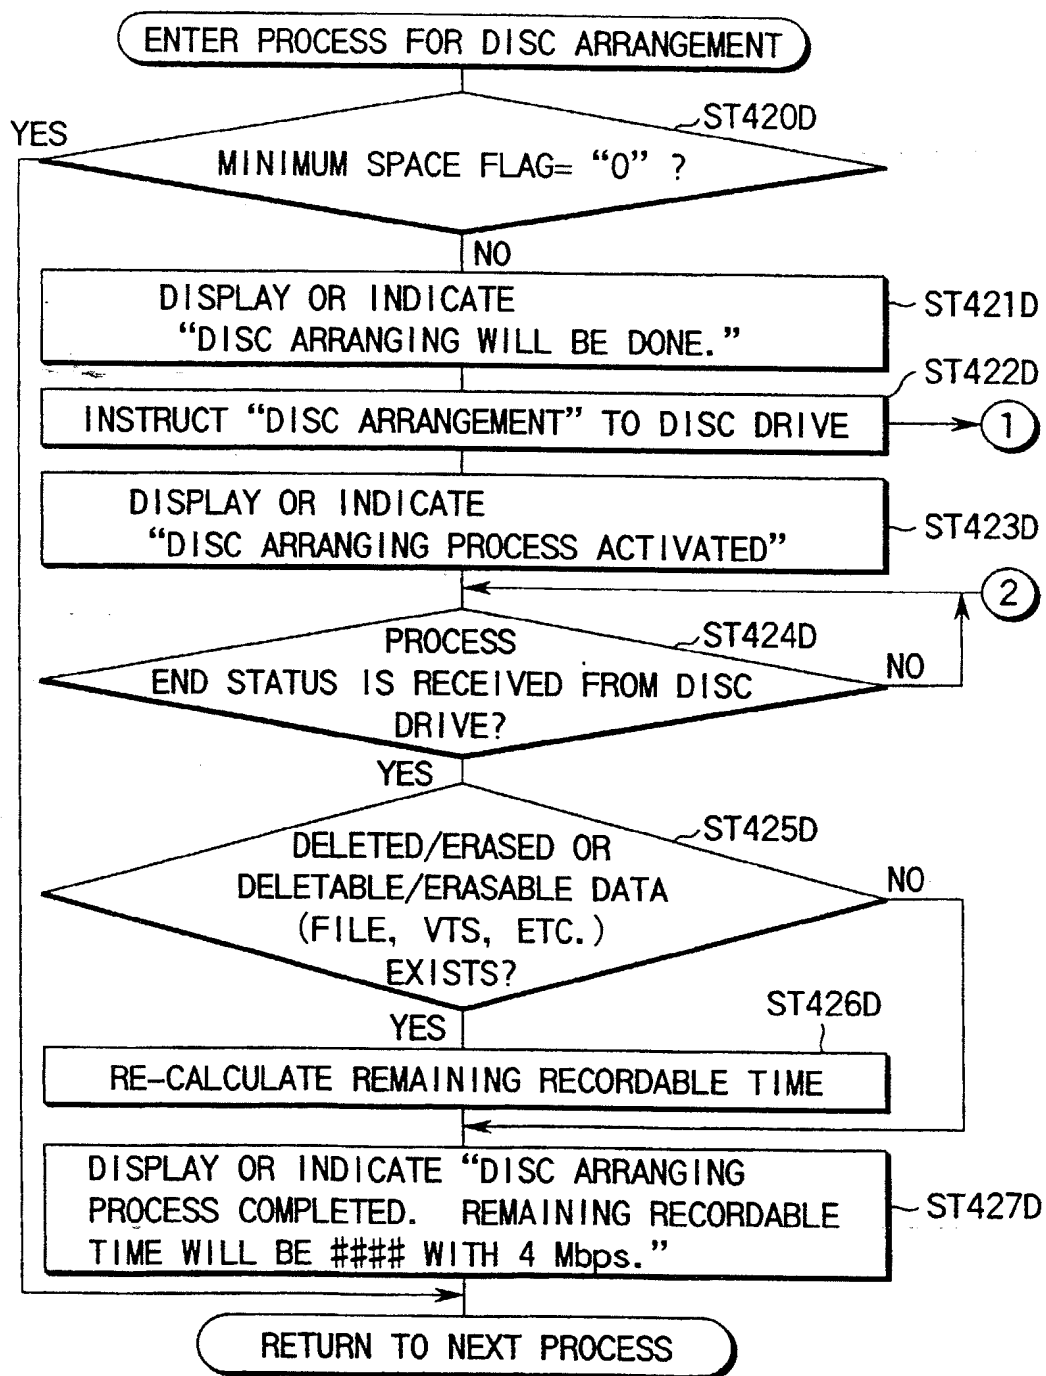 ENTER PROCESS FOR DISC ARRANGEMENT
ST420D
YES
MINIMUM SPACE FLAG= "0" ?
NO
DISPLAY OR INDICATE
"DISC ARRANGING WILL BE DONE."
ST421D
ST422D
INSTRUCT "DISC ARRANGEMENT" TO DISC DRIVE
1
DISPLAY OR INDICATE
"DISC ARRANGING PROCESS ACTIVATED"
ST423D
2
ST424D
PROCESS
END STATUS IS RECEIVED FROM DISC
DRIVE?
NO
YES
ST425D
DELETED/ERASED OR
DELETABLE/ERASABLE DATA
(FILE, VTS, ETC.)
EXISTS?
NO
YES
ST426D
RE-CALCULATE REMAINING RECORDABLE TIME
DISPLAY OR INDICATE "DISC ARRANGING
PROCESS COMPLETED. REMAINING RECORDABLE
TIME WILL BE #### WITH 4 Mbps."
ST427D
RETURN TO NEXT PROCESS